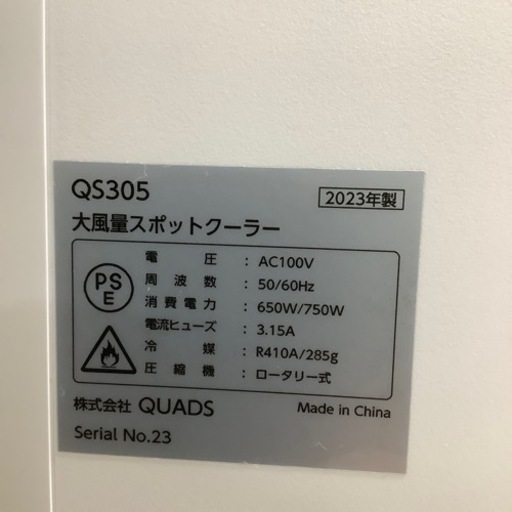 QS305
2023年製
大風量スポットクーラー
PS
E
電圧 : AC100V
周波数 : 50/60Hz
消費電力 : 650W/750W
電流ヒューズ : 3.15A
冷媒 : R410A/285g
圧縮機 : ロータリー式
株式会社 QUADS
Made in China
Serial No.23